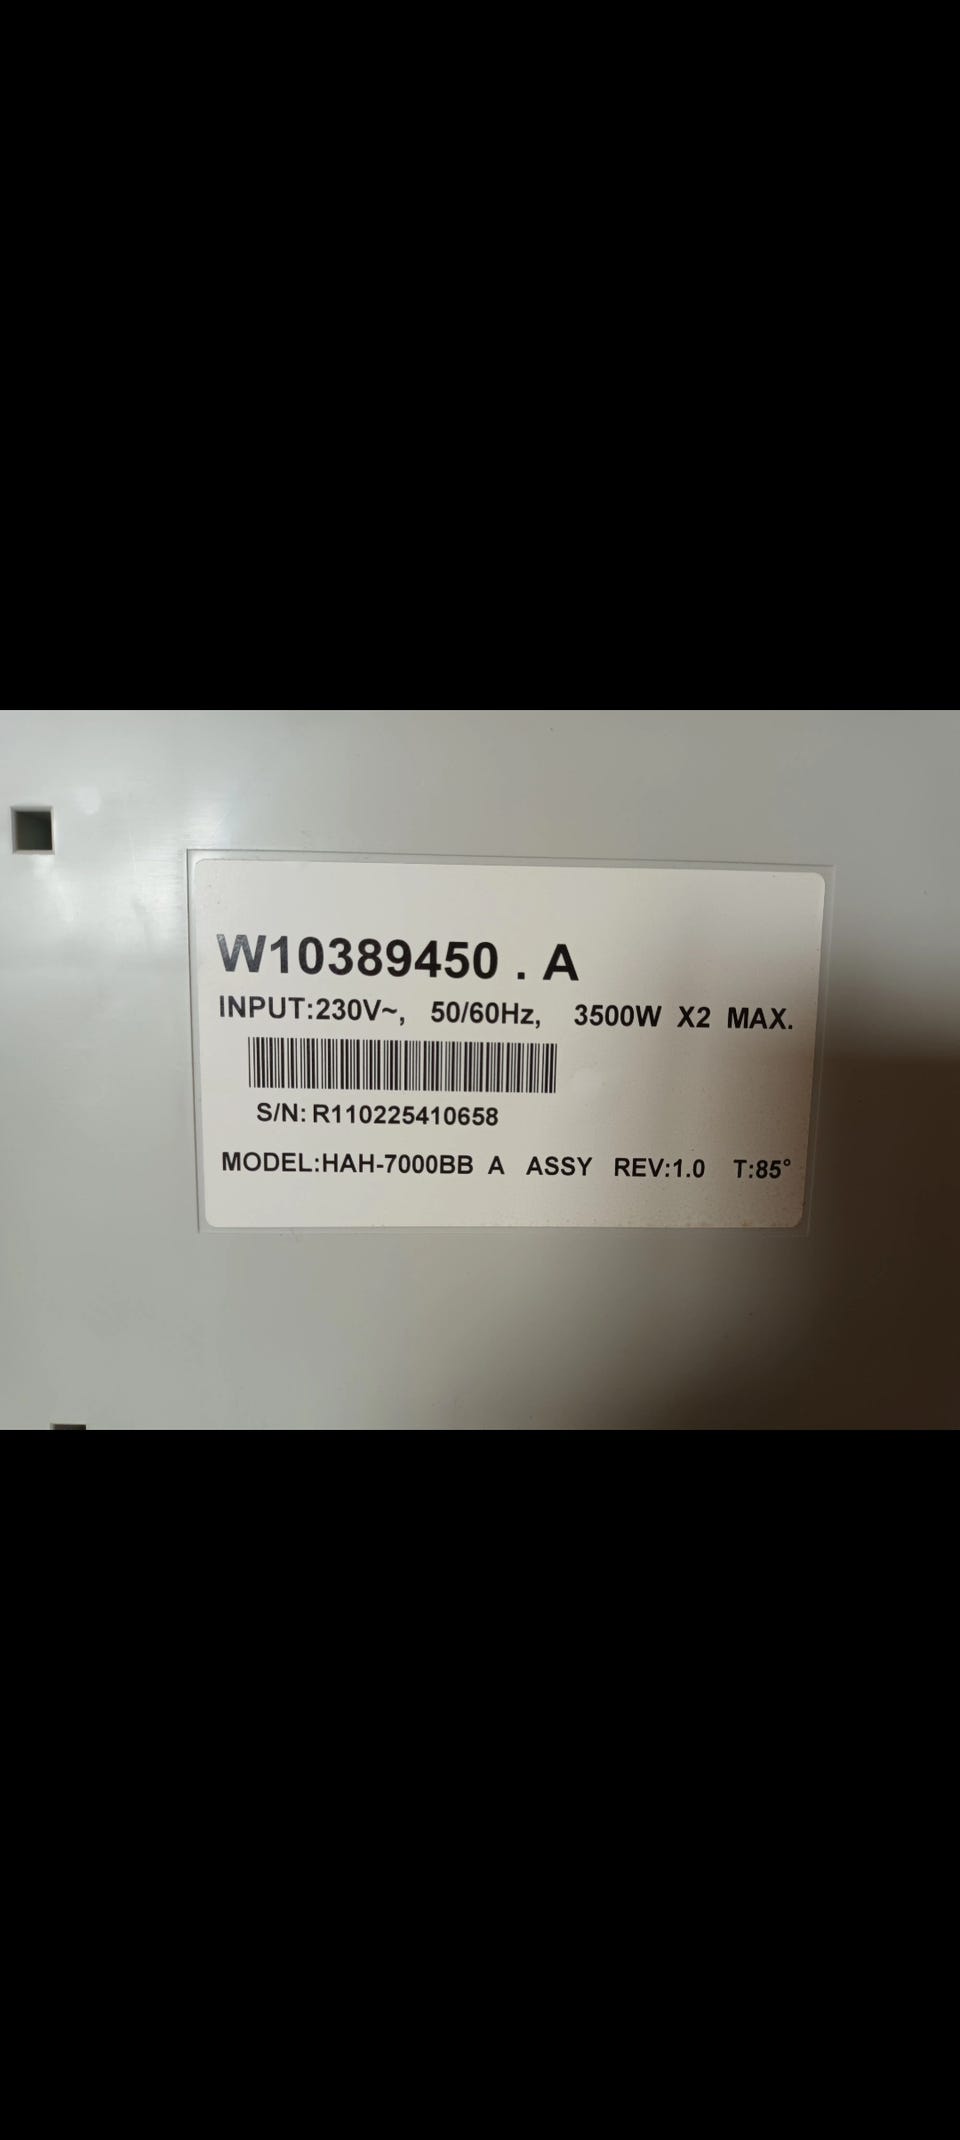 W10389450 . A
INPUT:230V~, 50/60Hz, 3500W X2 MAX.
S/N: R110225410658
MODEL:HAH-7000BB A ASSY REV:1.0 T:85°